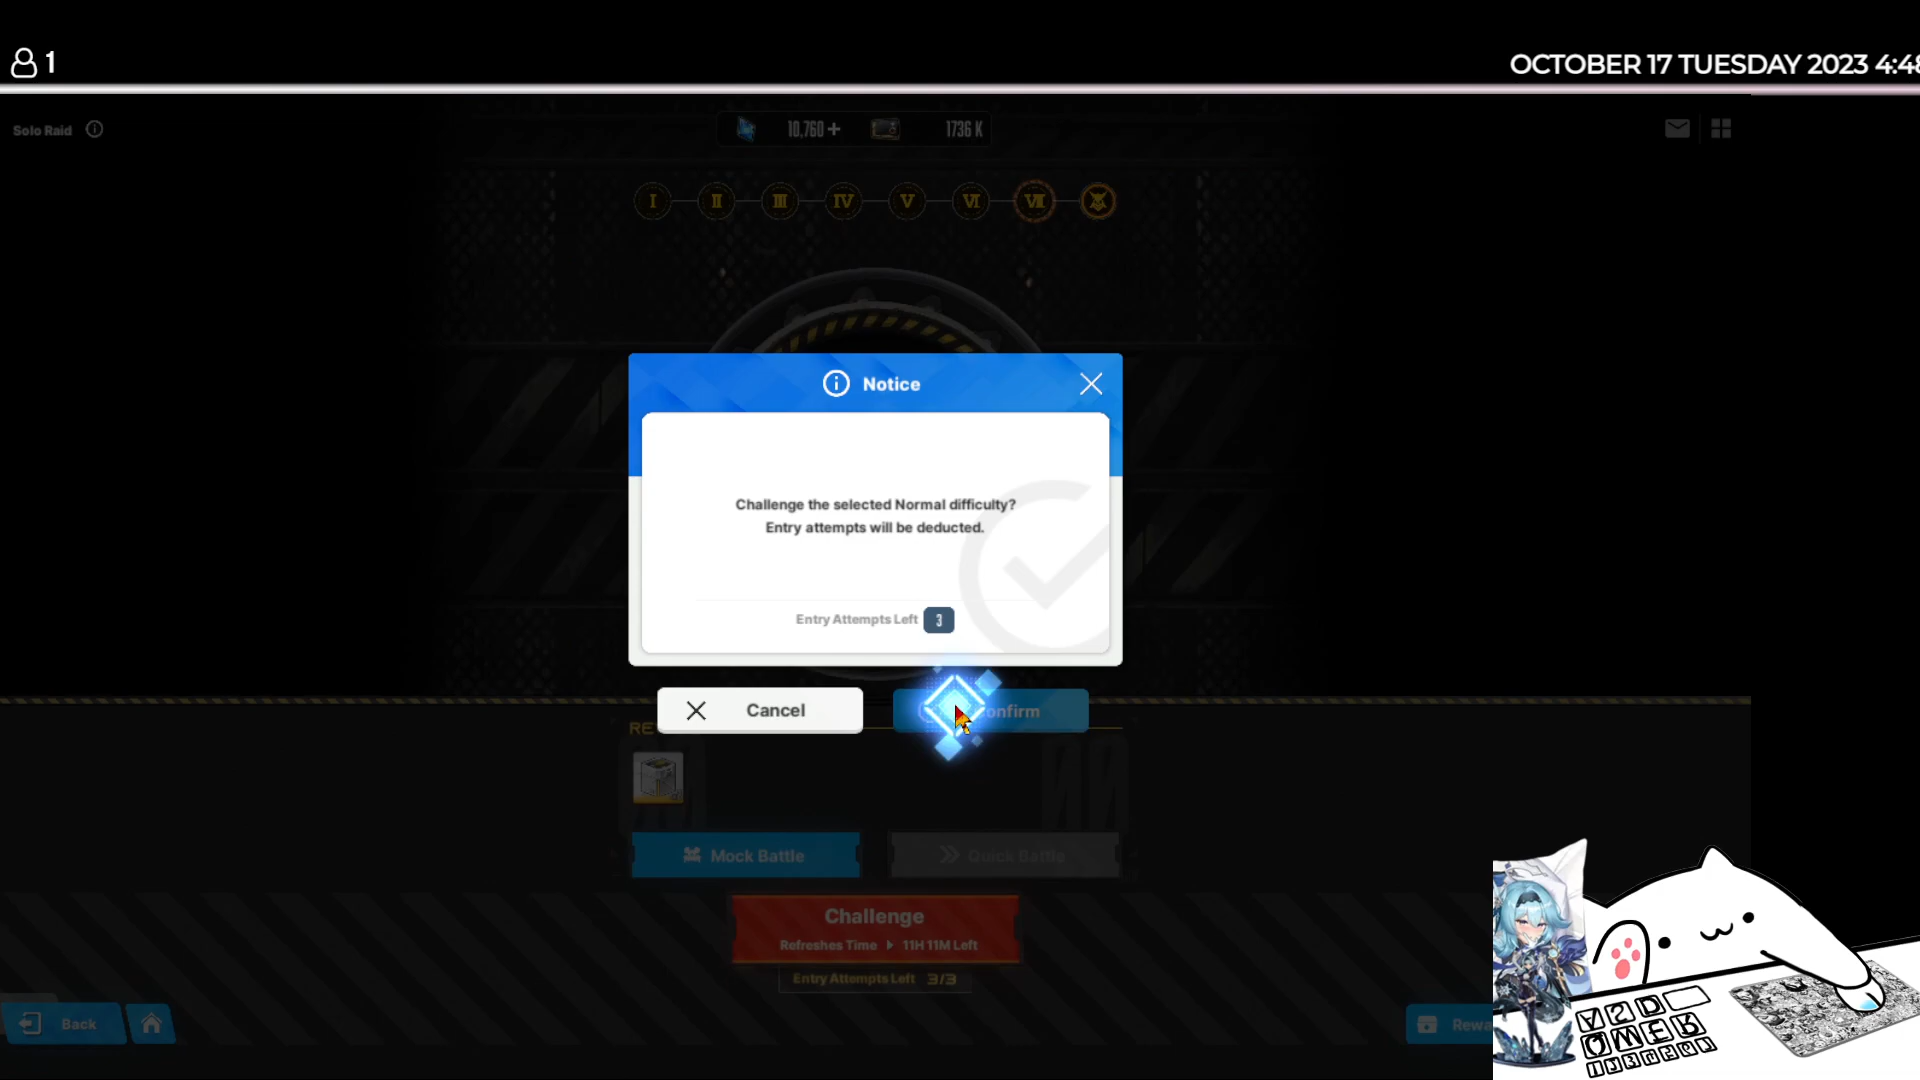 1
OCTOBER 17 TUESDAY 2023 4:48
Solo Raid
10,760 +
1736 K
I II III IV V VI VII
Notice
Challenge the selected Normal difficulty?
Entry attempts will be deducted.
Entry Attempts Left 3
Cancel
onfirm
RE
Mock Battle
Quick Battle
Challenge
Refreshes Time ▶ 11H 11M Left
Entry Attempts Left 3/3
Back
Rewa